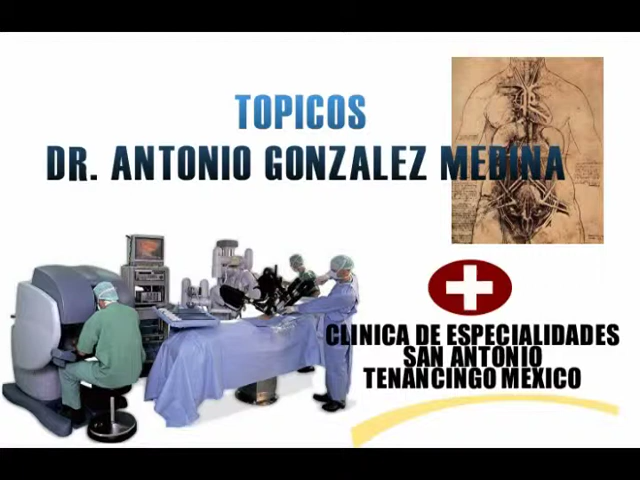 TOPICOS
DR. ANTONIO GONZALEZ MEDINA
CLINICA DE ESPECIALIDADES
SAN ANTONIO
TENANCINGO MEXICO